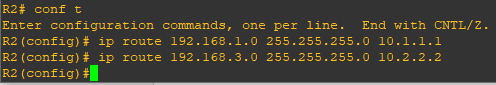 R2# conf t
Enter configuration commands, one per line.  End with CNTL/Z.
R2(config)# ip route 192.168.1.0 255.255.255.0 10.1.1.1
R2(config)# ip route 192.168.3.0 255.255.255.0 10.2.2.2
R2(config)#